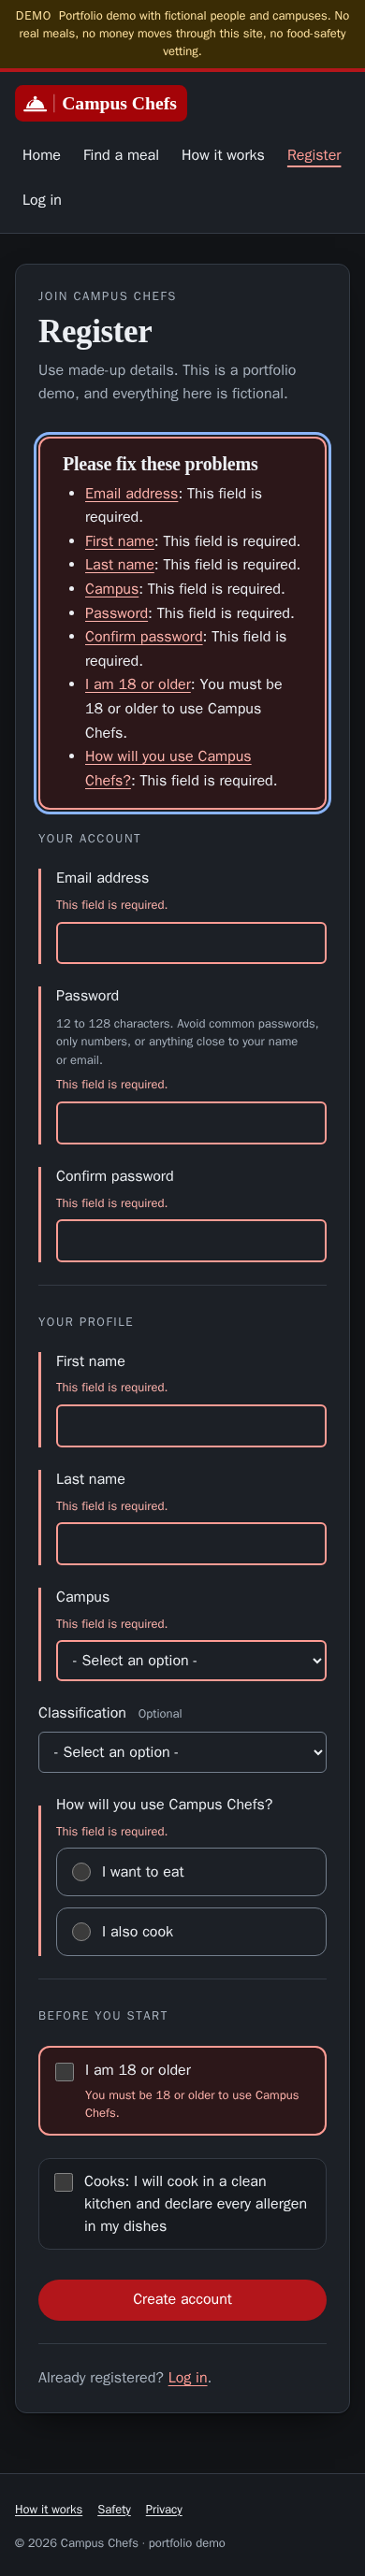 DEMO Portfolio demo with fictional people and campuses. No
real meals, no money moves through this site, no food-safety
vetting.
Campus Chefs
Home Find a meal How it works Register
Log in
JOIN CAMPUS CHEFS
Register
Use made-up details. This is a portfolio
demo, and everything here is fictional.
Please fix these problems
• Email address: This field is
required.
• First name: This field is required.
• Last name: This field is required.
• Campus: This field is required.
• Password: This field is required.
• Confirm password: This field is
required.
• I am 18 or older: You must be
18 or older to use Campus
Chefs.
• How will you use Campus
Chefs?: This field is required.
YOUR ACCOUNT
Email address
This field is required.
Password
12 to 128 characters. Avoid common passwords,
only numbers, or anything close to your name
or email.
This field is required.
Confirm password
This field is required.
YOUR PROFILE
First name
This field is required.
Last name
This field is required.
Campus
This field is required.
- Select an option -
Classification Optional
- Select an option -
How will you use Campus Chefs?
This field is required.
I want to eat
I also cook
BEFORE YOU START
I am 18 or older
You must be 18 or older to use Campus
Chefs.
Cooks: I will cook in a clean
kitchen and declare every allergen
in my dishes
Create account
Already registered? Log in.
How it works Safety Privacy
© 2026 Campus Chefs · portfolio demo